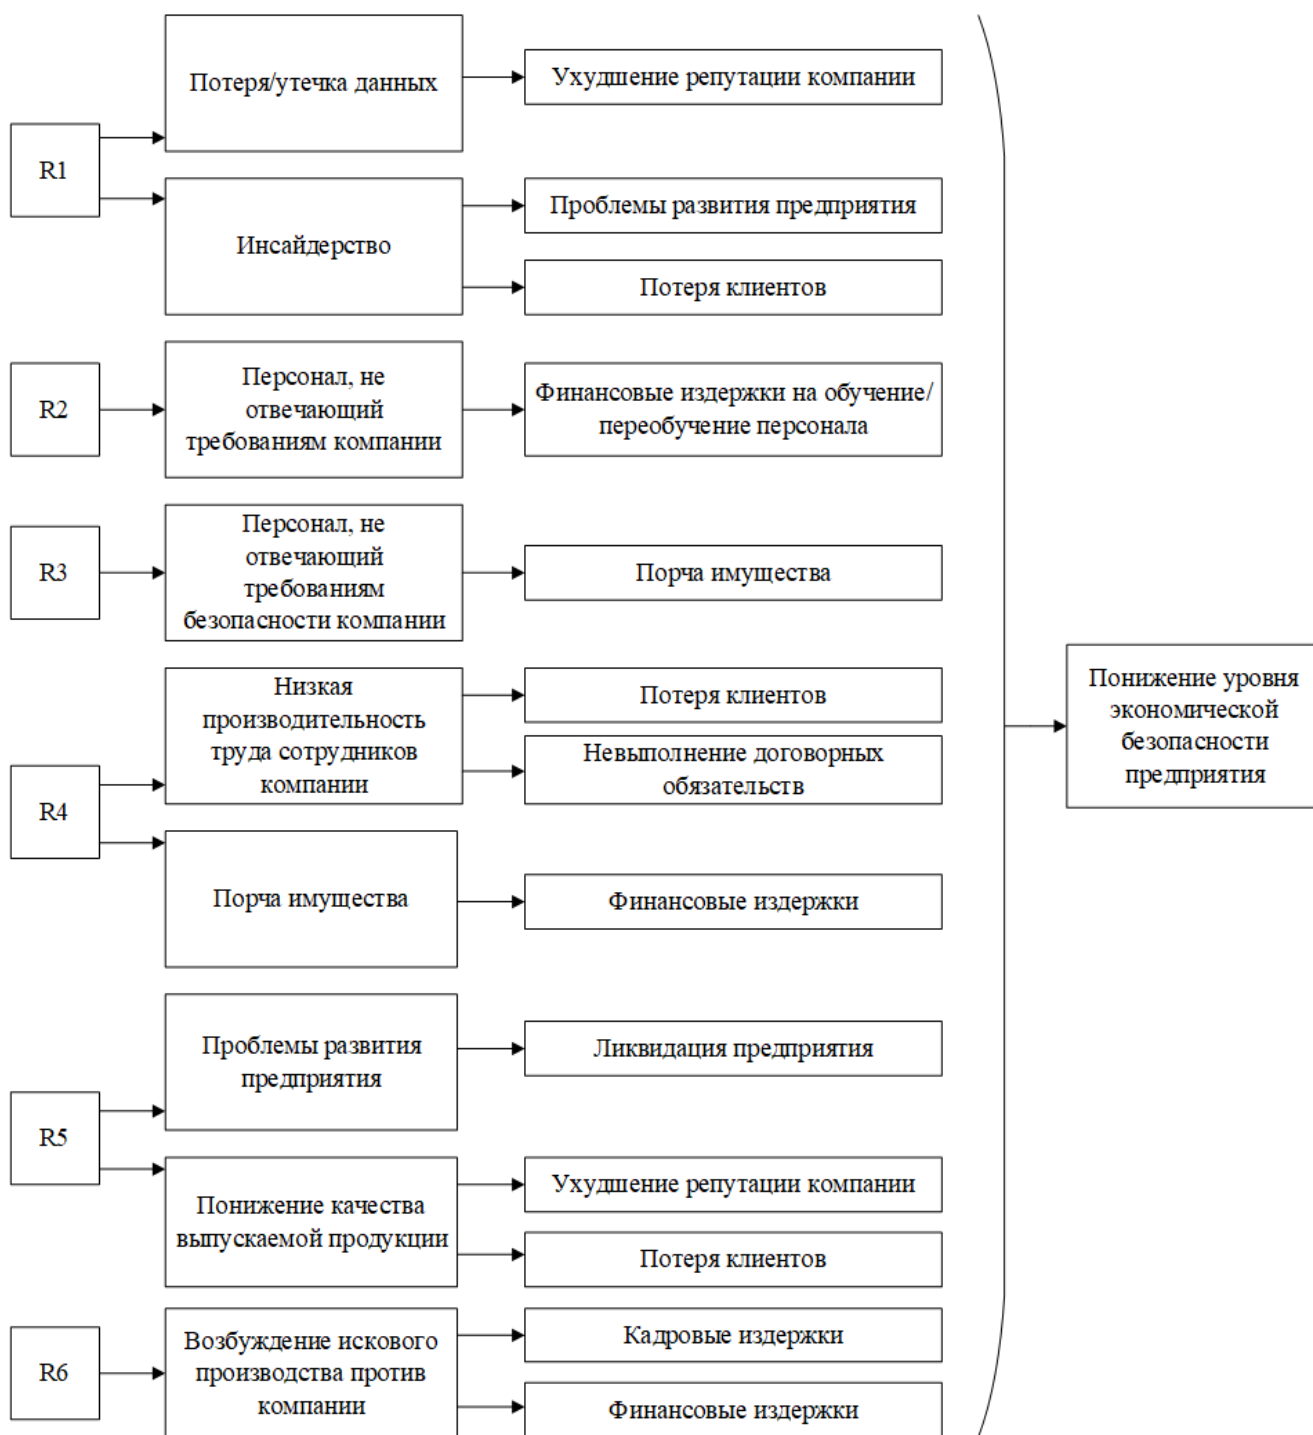 R1
Потеря/утечка данных
Ухудшение репутации компании
Инсайдерство
Проблемы развития предприятия
Потеря клиентов
R2
Персонал, не
отвечающий
требованиям компании
Финансовые издержки на обучение/
переобучение персонала
R3
Персонал, не
отвечающий
требованиям
безопасности компании
Порча имущества
R4
Низкая
производительность
труда сотрудников
компании
Потеря клиентов
Невыполнение договорных
обязательств
Порча имущества
Финансовые издержки
R5
Проблемы развития
предприятия
Ликвидация предприятия
Понижение качества
выпускаемой продукции
Ухудшение репутации компании
Потеря клиентов
R6
Возбуждение искового
производства против
компании
Кадровые издержки
Финансовые издержки
Понижение уровня
экономической
безопасности
предприятия